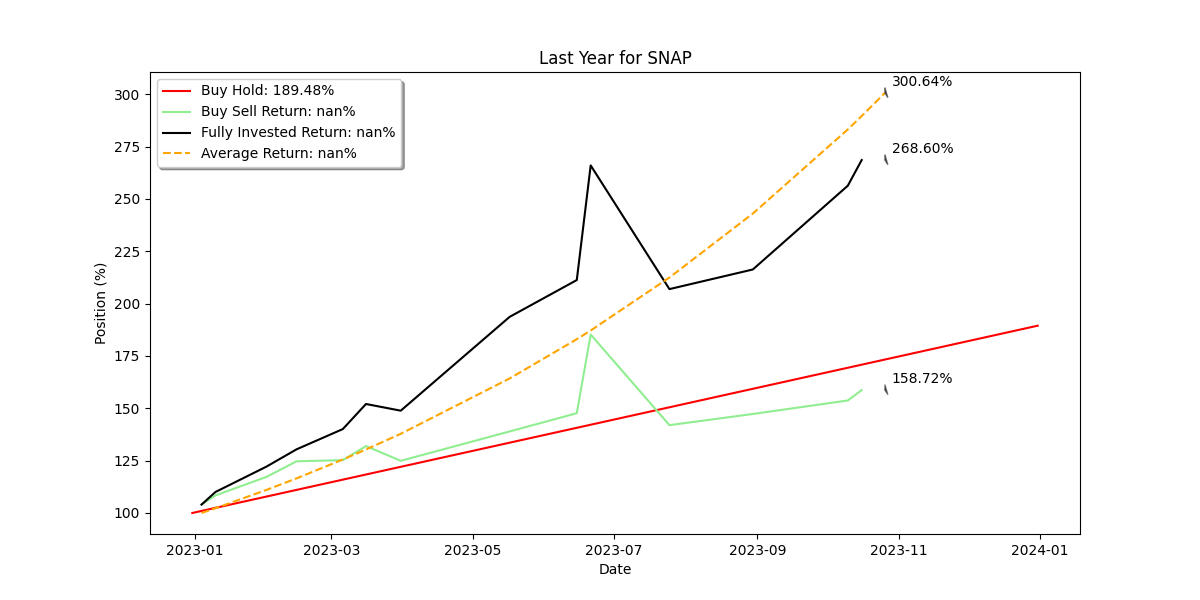 Last Year for SNAP
Buy Hold: 189.48%
Buy Sell Return: nan%
Fully Invested Return: nan%
Average Return: nan%
300.64%
268.60%
158.72%
Position (%)
300
275
250
225
200
175
150
125
100
2023-01 2023-03 2023-05 2023-07 2023-09 2023-11 2024-01
Date